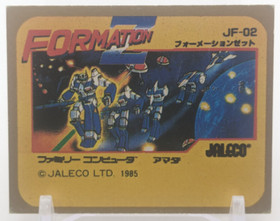 FORMATION Z
JF-02
フォーメーションゼット
ファミリー コンピュータ アマダ
JALECO
©JALECO LTD. 1985